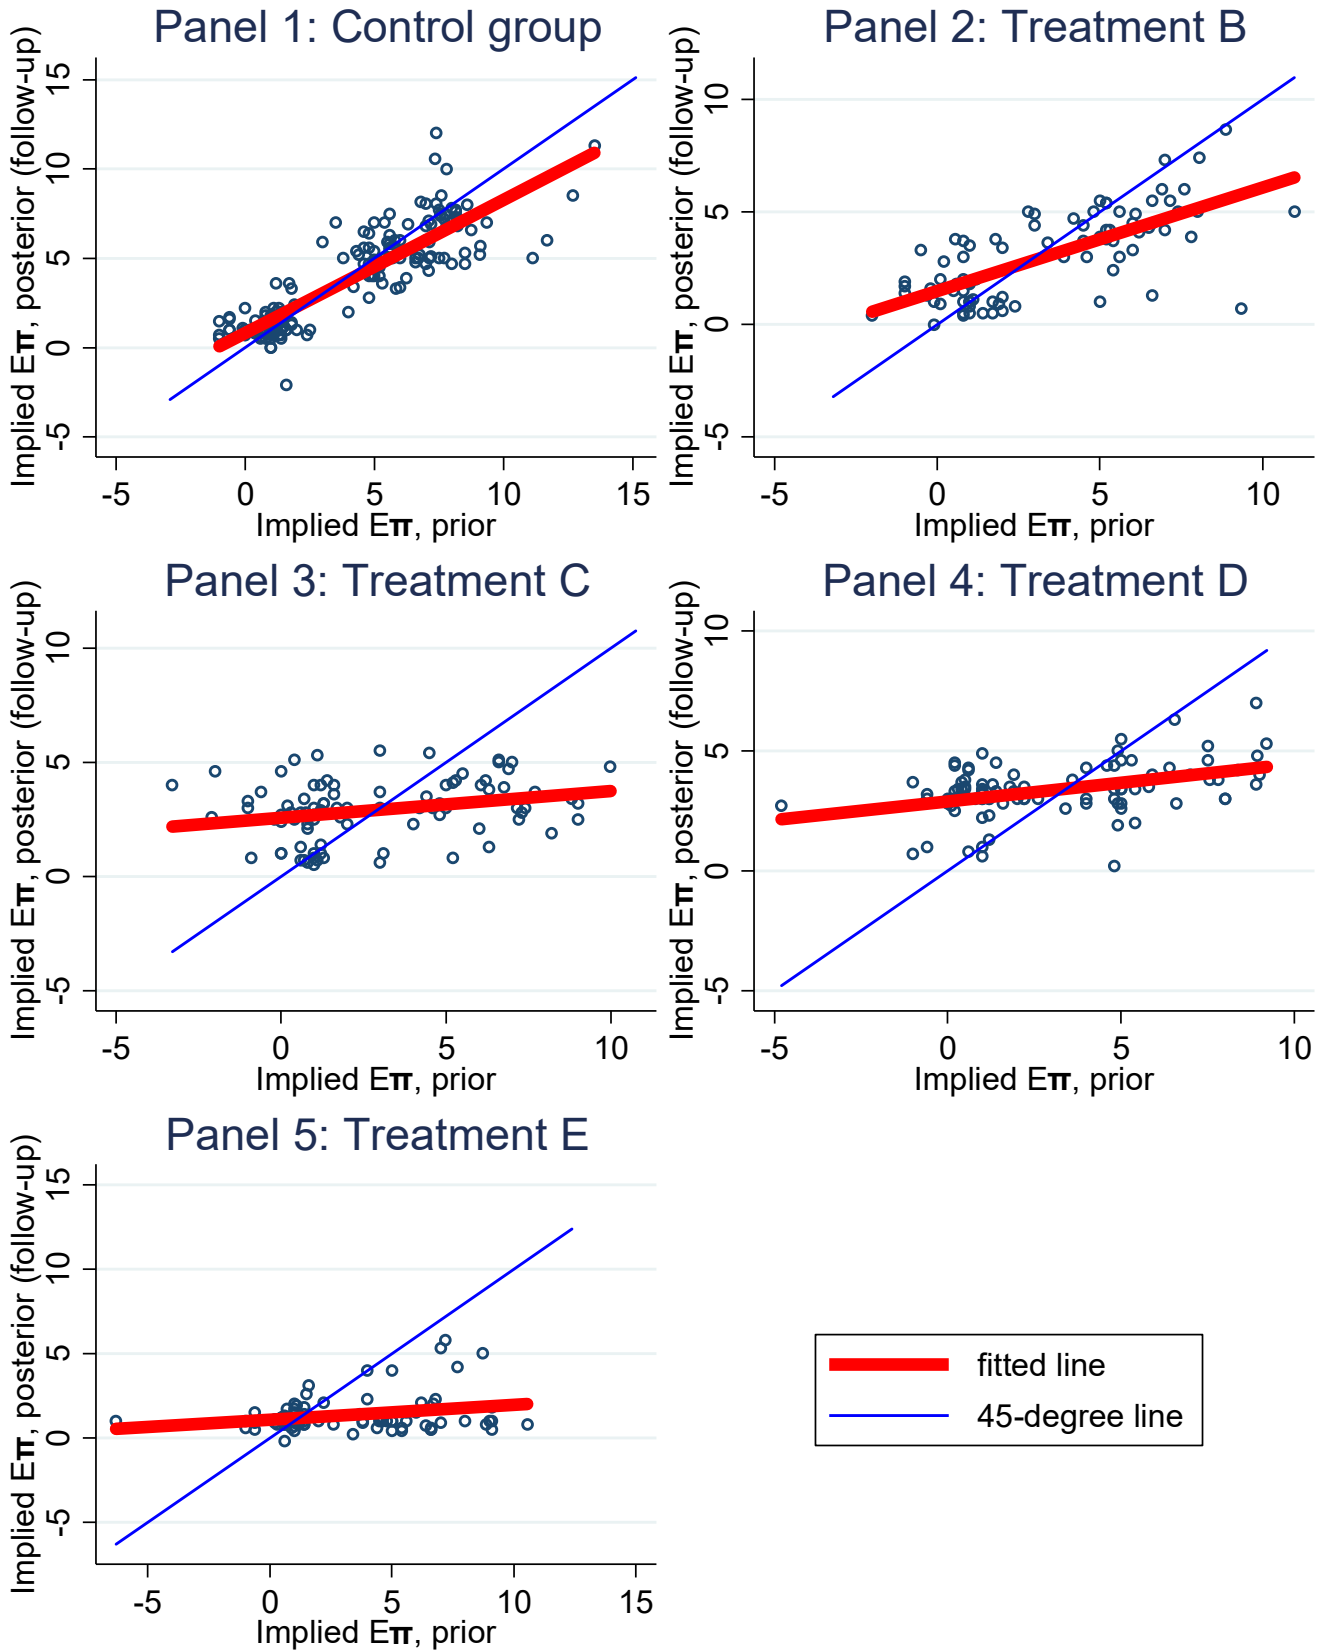 Panel 1: Control group
Implied Eπ, posterior (follow-up)
15
10
5
0
-5
-5 0 5 10 15
Implied Eπ, prior
Panel 2: Treatment B
Implied Eπ, posterior (follow-up)
10
5
0
-5
-5 0 5 10
Implied Eπ, prior
Panel 3: Treatment C
Implied Eπ, posterior (follow-up)
10
5
0
-5
-5 0 5 10
Implied Eπ, prior
Panel 4: Treatment D
Implied Eπ, posterior (follow-up)
10
5
0
-5
-5 0 5 10
Implied Eπ, prior
Panel 5: Treatment E
Implied Eπ, posterior (follow-up)
15
10
5
0
-5
-5 0 5 10 15
Implied Eπ, prior
fitted line
45-degree line